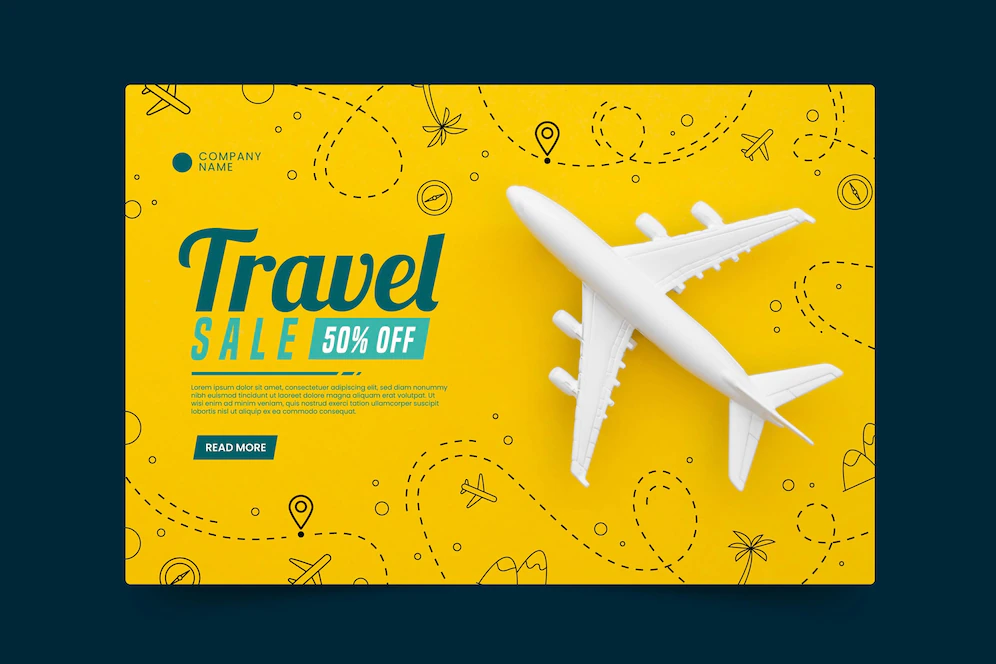 COMPANY
NAME
Travel
SALE 50% OFF
Lorem ipsum dolor sit amet, consectetuer adipiscing elit, sed diam nonummy
nibh euismod tincidunt ut laoreet dolore magna aliquam erat volutpat. Ut
wisi enim ad minim veniam, quis nostrud exercitation ullamcorper suscipit
lobortis nisl ut aliquip ex ea commodo consequat.
READ MORE